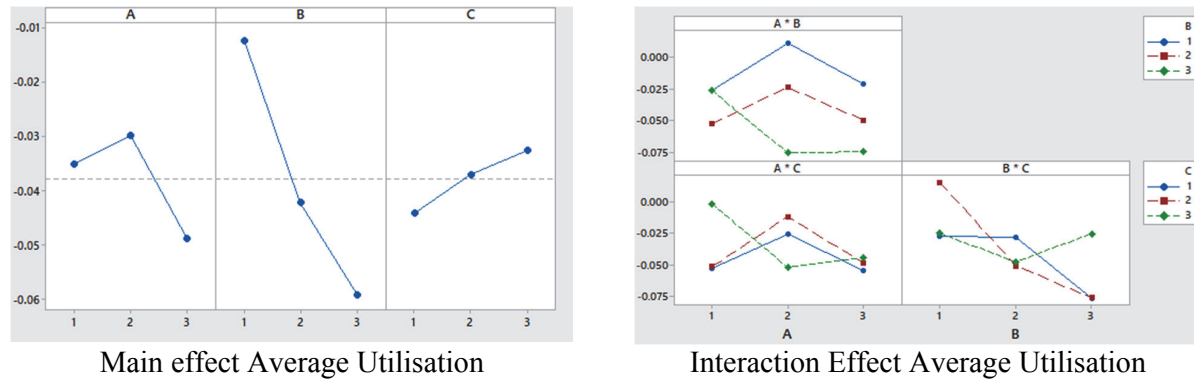 A B C
-0.01
-0.02
-0.03
-0.04
-0.05
-0.06
1 2 3 1 2 3 1 2 3
Main effect Average Utilisation
A * B
0.000
-0.025
-0.050
-0.075
B
1
2
3
A * C B * C
0.000
-0.025
-0.050
-0.075
C
1
2
3
1 2 3 1 2 3
A B
Interaction Effect Average Utilisation